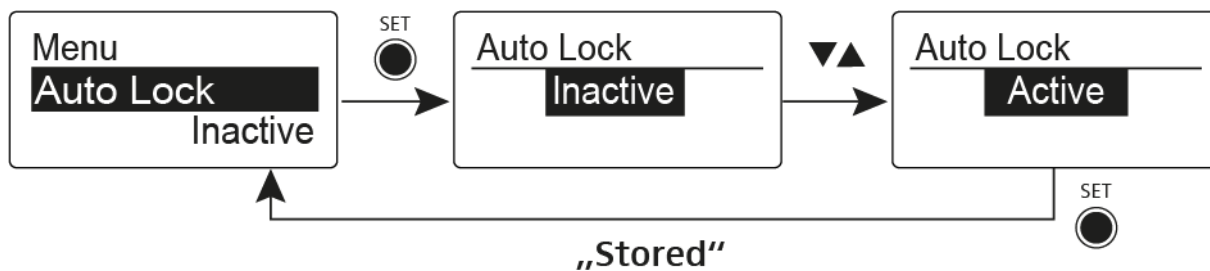 Menu
Auto Lock
Inactive
SET
Auto Lock
Inactive
▼▲
Auto Lock
Active
SET
„Stored“